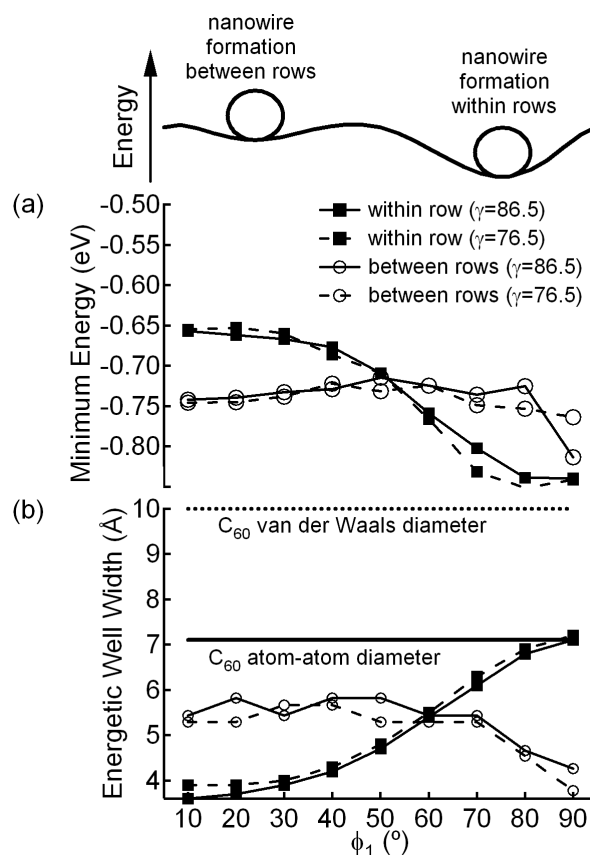 nanowire
formation
between rows
nanowire
formation
within rows
Energy
(a)
-0.50
-0.55
-0.60
-0.65
-0.70
-0.75
-0.80
Minimum Energy (eV)
within row (γ=86.5)
within row (γ=76.5)
between rows (γ=86.5)
between rows (γ=76.5)
(b)
10
9
8
7
6
5
4
Energetic Well Width (Å)
C₆₀ van der Waals diameter
C₆₀ atom-atom diameter
10 20 30 40 50 60 70 80 90
ϕ₁ (º)